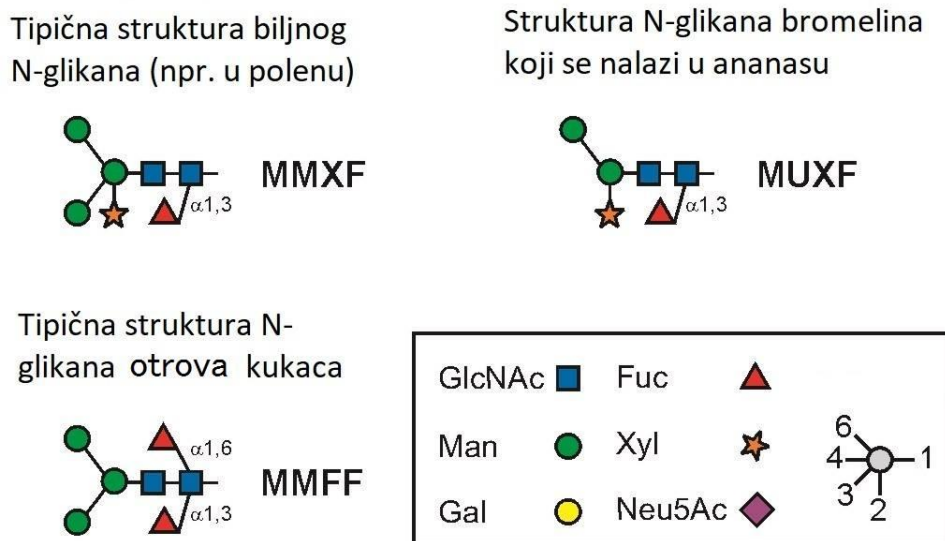 Tipična struktura biljnog
N-glikana (npr. u polenu)
MMXF
α1,3
Struktura N-glikana bromelina
koji se nalazi u ananasu
MUXF
α1,3
Tipična struktura N-
glikana otrova kukaca
α1,6
MMFF
α1,3
GlcNAc Fuc
Man Xyl
Gal Neu5Ac
6
4 1
3
2